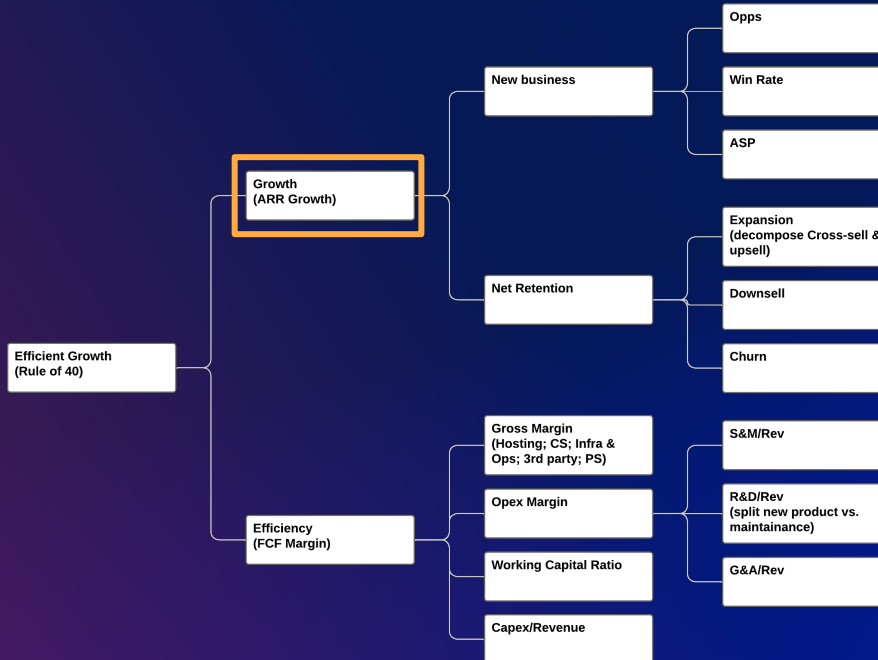 Opps
New business
Win Rate
ASP
Growth
(ARR Growth)
Expansion
(decompose Cross-sell &
upsell)
Net Retention
Downsell
Churn
Efficient Growth
(Rule of 40)
Gross Margin
(Hosting; CS; Infra &
Ops; 3rd party; PS)
S&M/Rev
Opex Margin
R&D/Rev
(split new product vs.
maintainance)
Efficiency
(FCF Margin)
Working Capital Ratio
G&A/Rev
Capex/Revenue